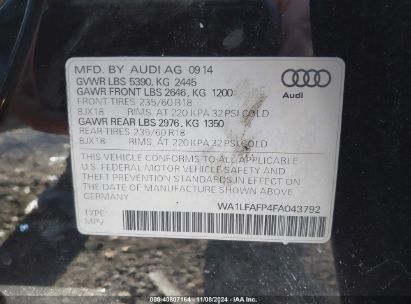 MFD. BY AUDI AG 09 14
GVWR LBS 5390, KG 2445
GAWR FRONT LBS 2646, KG 1200
FRONT-TIRES 235/60 R18
8JX18 RIMS, AT 220 KPA 32 PSI COLD
GAWR REAR LBS 2976, KG 1350
REAR-TIRES 235/60 R18
8JX18 RIMS, AT 220 KPA 32 PSI COLD
Audi
THIS VEHICLE CONFORMS TO ALL APPLICABLE
U.S. FEDERAL MOTOR VEHICLE SAFETY AND
THEFT PREVENTION STANDARDS IN EFFECT ON
THE DATE OF MANUFACTURE SHOWN ABOVE
GERMANY
WA1LFAFP4FA043792
TYPE:
MPV
000-40807164 - 11/08/2024 - IAAI.COM